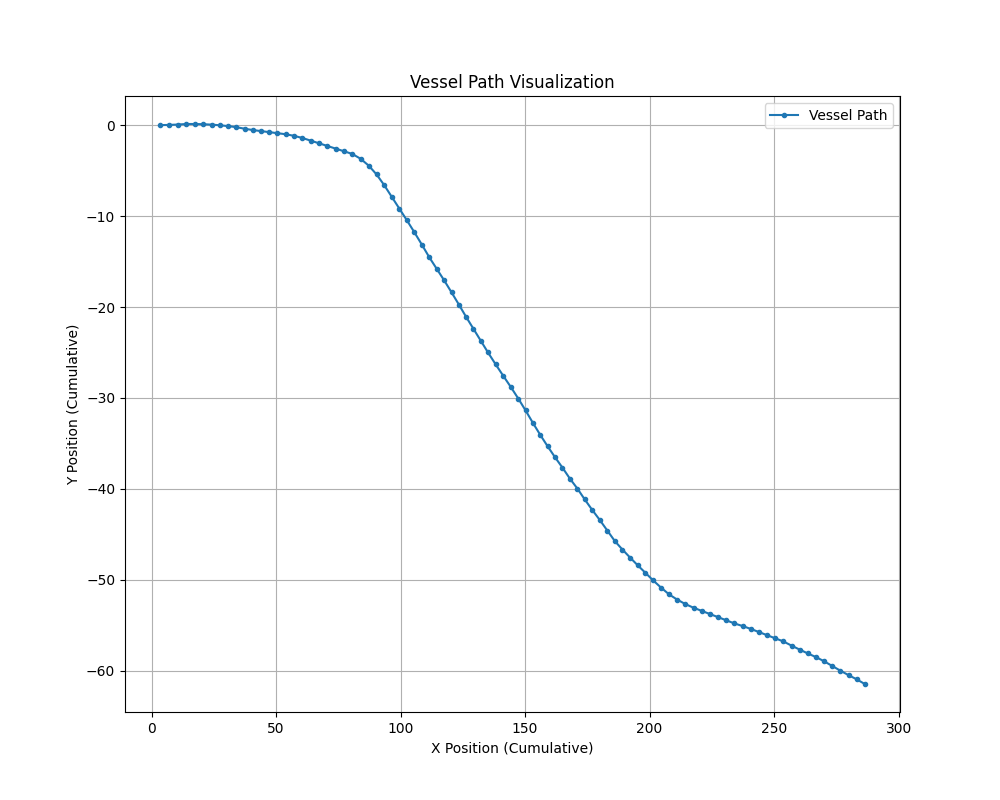 Vessel Path Visualization
Vessel Path
0
−10
−20
−30
−40
−50
−60
Y Position (Cumulative)
0 50 100 150 200 250 300
X Position (Cumulative)